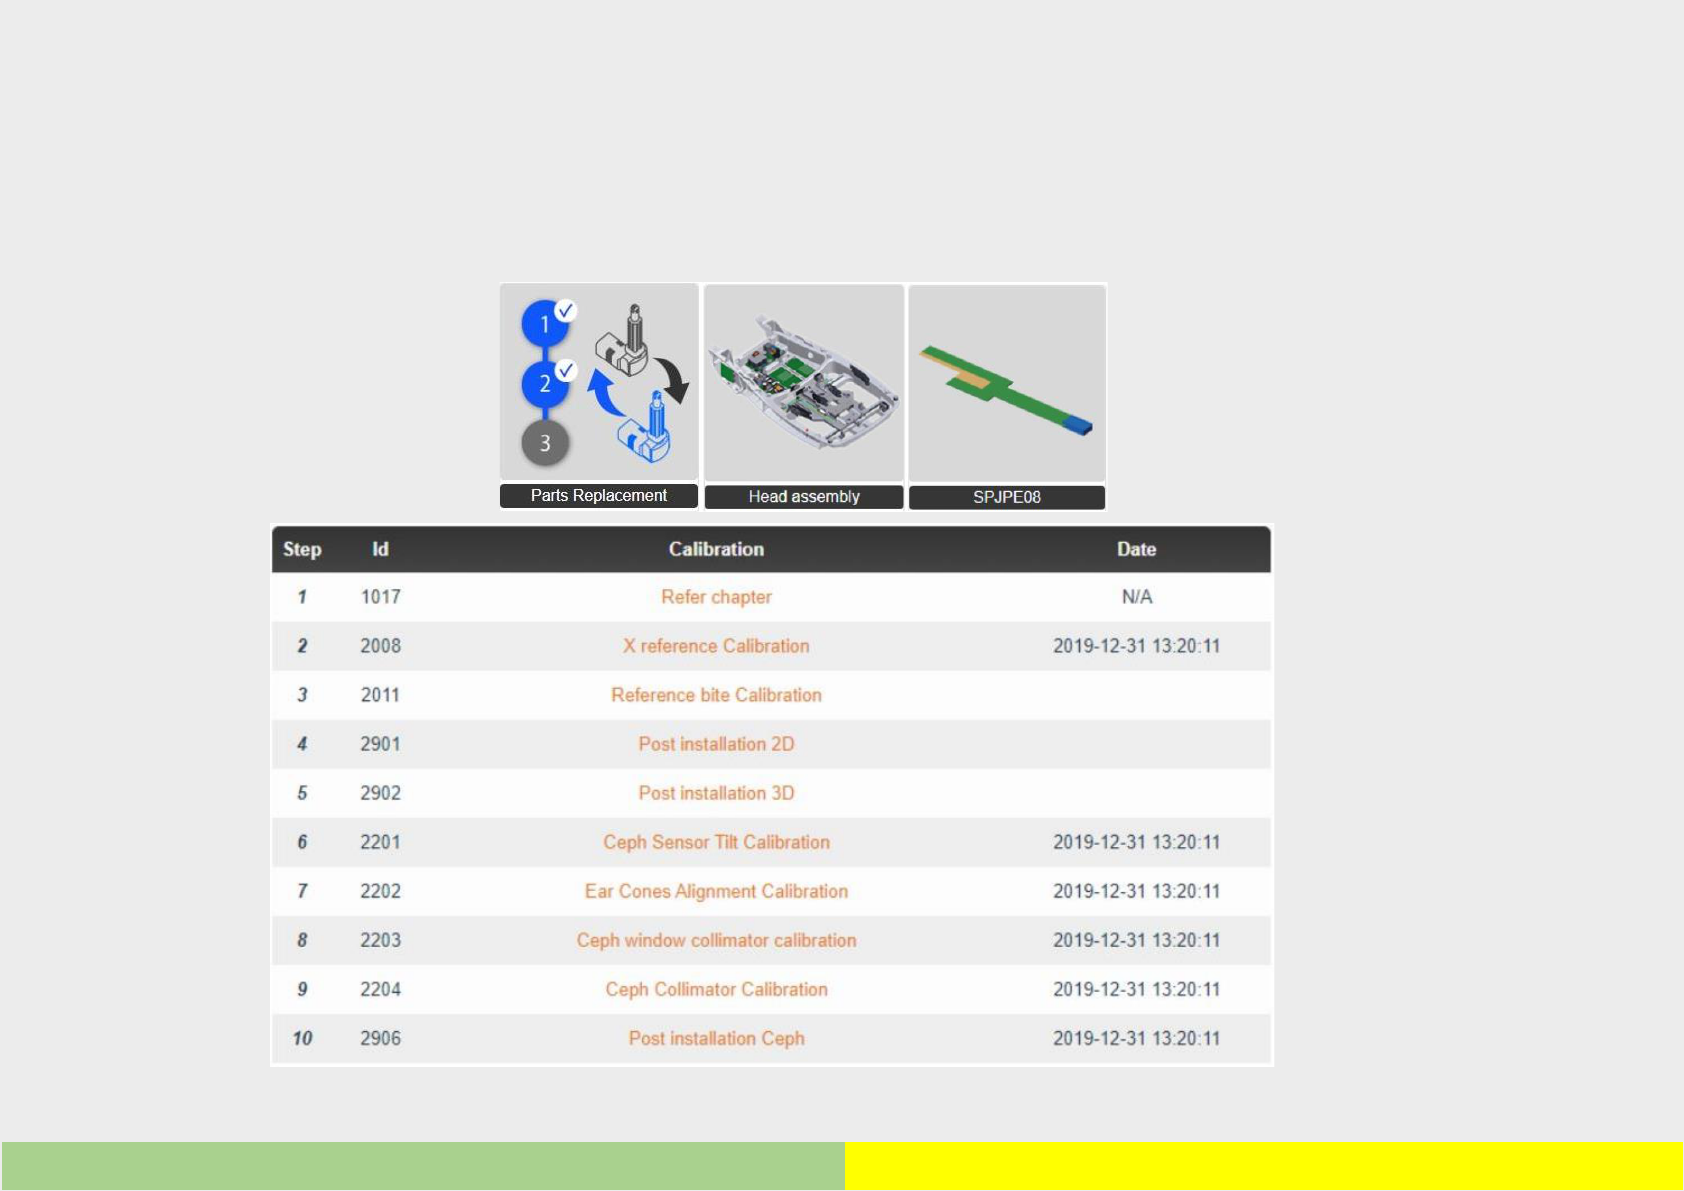 1
2
3
Parts Replacement Head assembly SPJPE08
Step Id Calibration Date
1 1017 Refer chapter N/A
2 2008 X reference Calibration 2019-12-31 13:20:11
3 2011 Reference bite Calibration
4 2901 Post installation 2D
5 2902 Post installation 3D
6 2201 Ceph Sensor Tilt Calibration 2019-12-31 13:20:11
7 2202 Ear Cones Alignment Calibration 2019-12-31 13:20:11
8 2203 Ceph window collimator calibration 2019-12-31 13:20:11
9 2204 Ceph Collimator Calibration 2019-12-31 13:20:11
10 2906 Post installation Ceph 2019-12-31 13:20:11